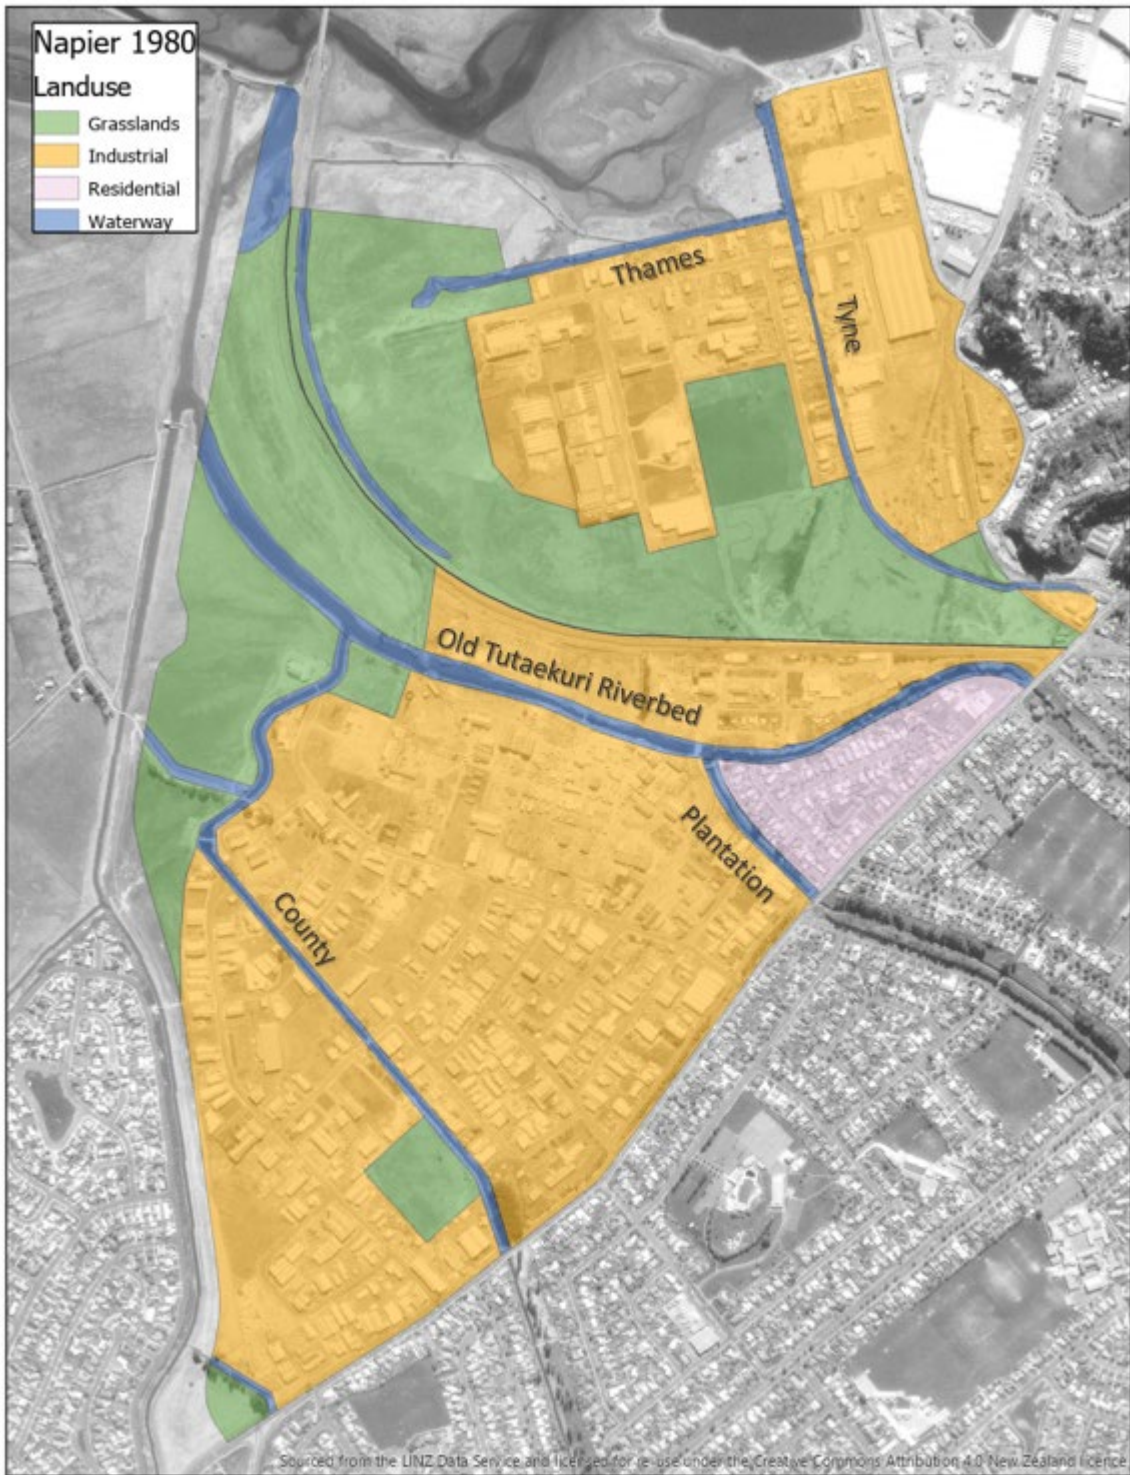 Napier 1980
Landuse
Grasslands
Industrial
Residential
Waterway
Thames
Tyne
Old Tutaekuri Riverbed
Plantation
County
Sourced from the LINZ Data Service and licensed for re-use under the Creative Commons Attribution 4.0 New Zealand licence